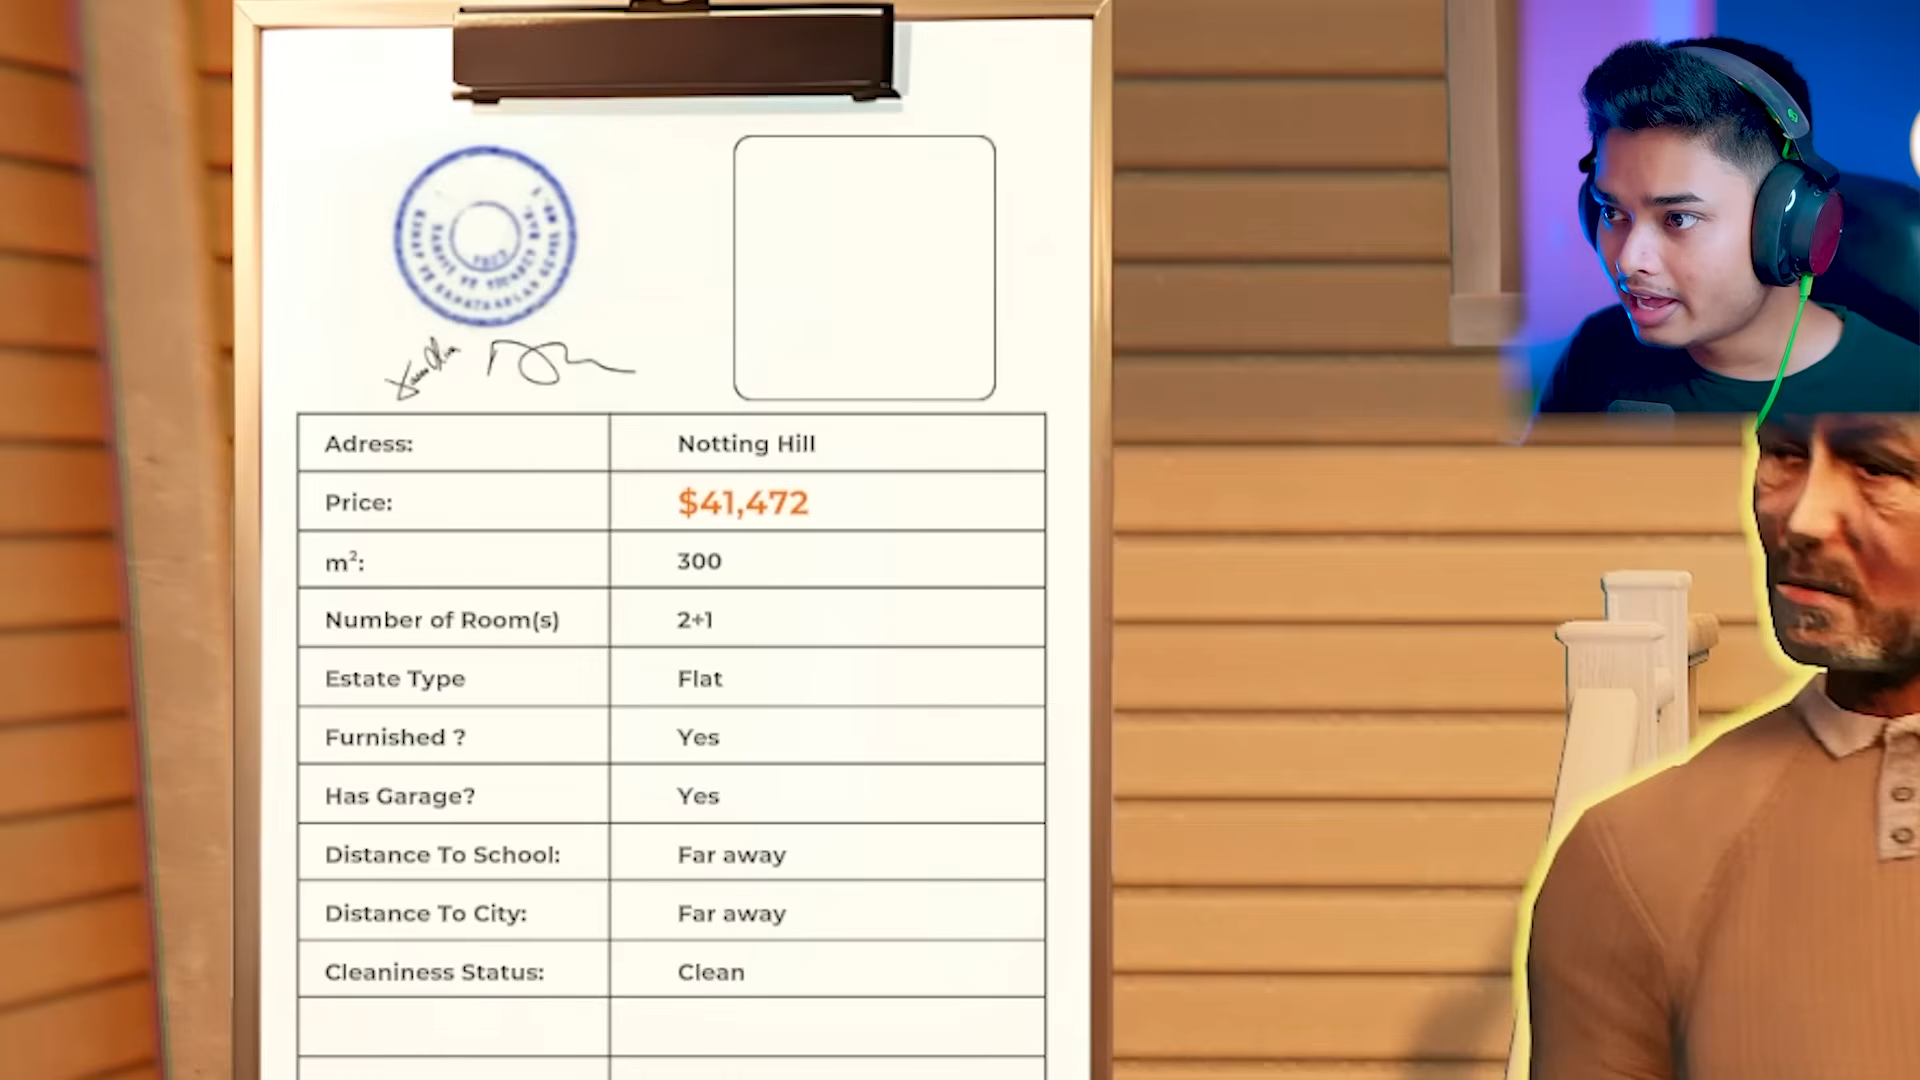 Adress: Notting Hill
Price: $41,472
m²: 300
Number of Room(s) 2+1
Estate Type Flat
Furnished ? Yes
Has Garage? Yes
Distance To School: Far away
Distance To City: Far away
Cleaniness Status: Clean